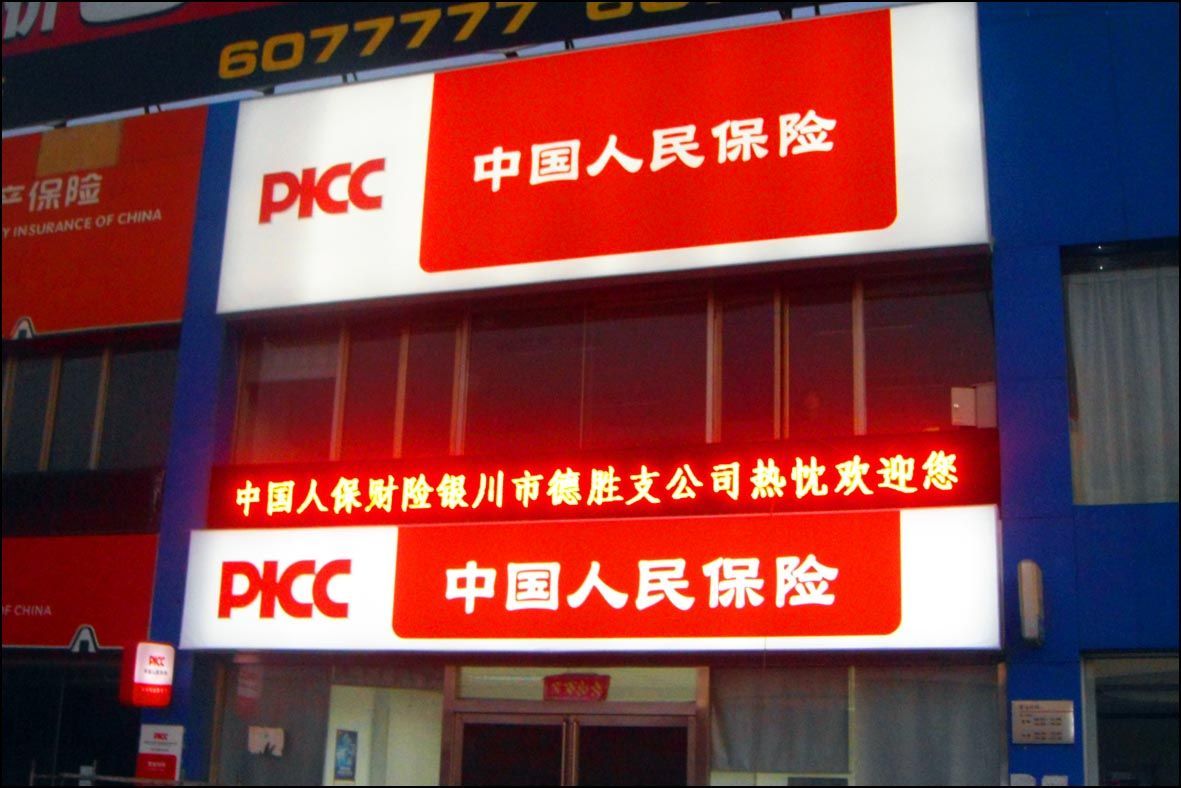 6077777
PICC 中国人民保险
产保险
Y INSURANCE OF CHINA
中国人保财险银川市德胜支公司热忱欢迎您
PICC 中国人民保险
OF CHINA
PICC
PICC